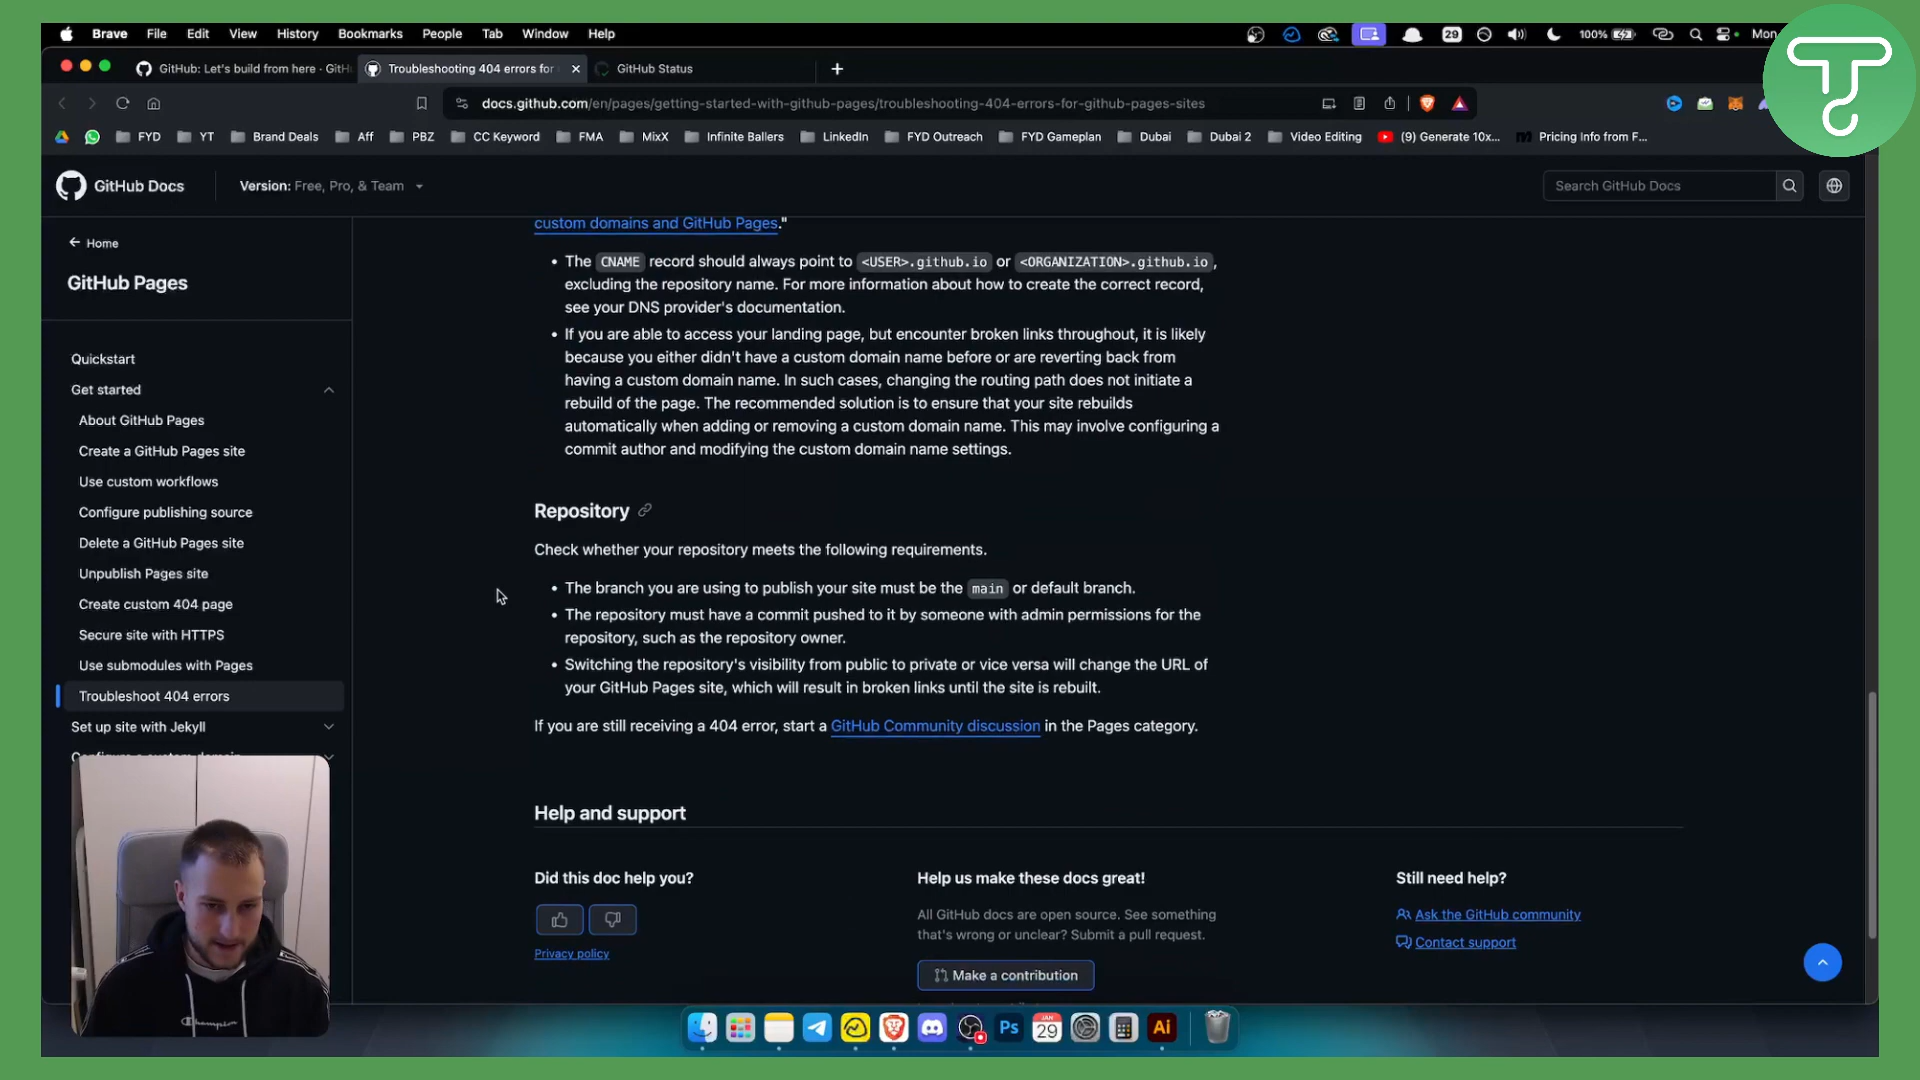 Brave File Edit View History Bookmarks People Tab Window Help 29 100% Mon
GitHub: Let's build from here · GitH Troubleshooting 404 errors for GitHub Status
docs.github.com/en/pages/getting-started-with-github-pages/troubleshooting-404-errors-for-github-pages-sites
FYD YT Brand Deals Aff PBZ CC Keyword FMA MixX Infinite Ballers LinkedIn FYD Outreach FYD Gameplan Dubai Dubai 2 Video Editing (9) Generate 10x... Pricing Info from F...
GitHub Docs Version: Free, Pro, & Team Search GitHub Docs
Home
GitHub Pages
Quickstart
Get started
About GitHub Pages
Create a GitHub Pages site
Use custom workflows
Configure publishing source
Delete a GitHub Pages site
Unpublish Pages site
Create custom 404 page
Secure site with HTTPS
Use submodules with Pages
Troubleshoot 404 errors
Set up site with Jekyll
custom domains and GitHub Pages."
• The CNAME record should always point to <USER>.github.io or <ORGANIZATION>.github.io,
excluding the repository name. For more information about how to create the correct record,
see your DNS provider's documentation.
• If you are able to access your landing page, but encounter broken links throughout, it is likely
because you either didn't have a custom domain name before or are reverting back from
having a custom domain name. In such cases, changing the routing path does not initiate a
rebuild of the page. The recommended solution is to ensure that your site rebuilds
automatically when adding or removing a custom domain name. This may involve configuring a
commit author and modifying the custom domain name settings.
Repository
Check whether your repository meets the following requirements.
• The branch you are using to publish your site must be the main or default branch.
• The repository must have a commit pushed to it by someone with admin permissions for the
repository, such as the repository owner.
• Switching the repository's visibility from public to private or vice versa will change the URL of
your GitHub Pages site, which will result in broken links until the site is rebuilt.
If you are still receiving a 404 error, start a GitHub Community discussion in the Pages category.
Help and support
Did this doc help you?
Privacy policy
Help us make these docs great!
All GitHub docs are open source. See something
that's wrong or unclear? Submit a pull request.
Make a contribution
Still need help?
Ask the GitHub community
Contact support
Champion
Ps JAN 29 Ai